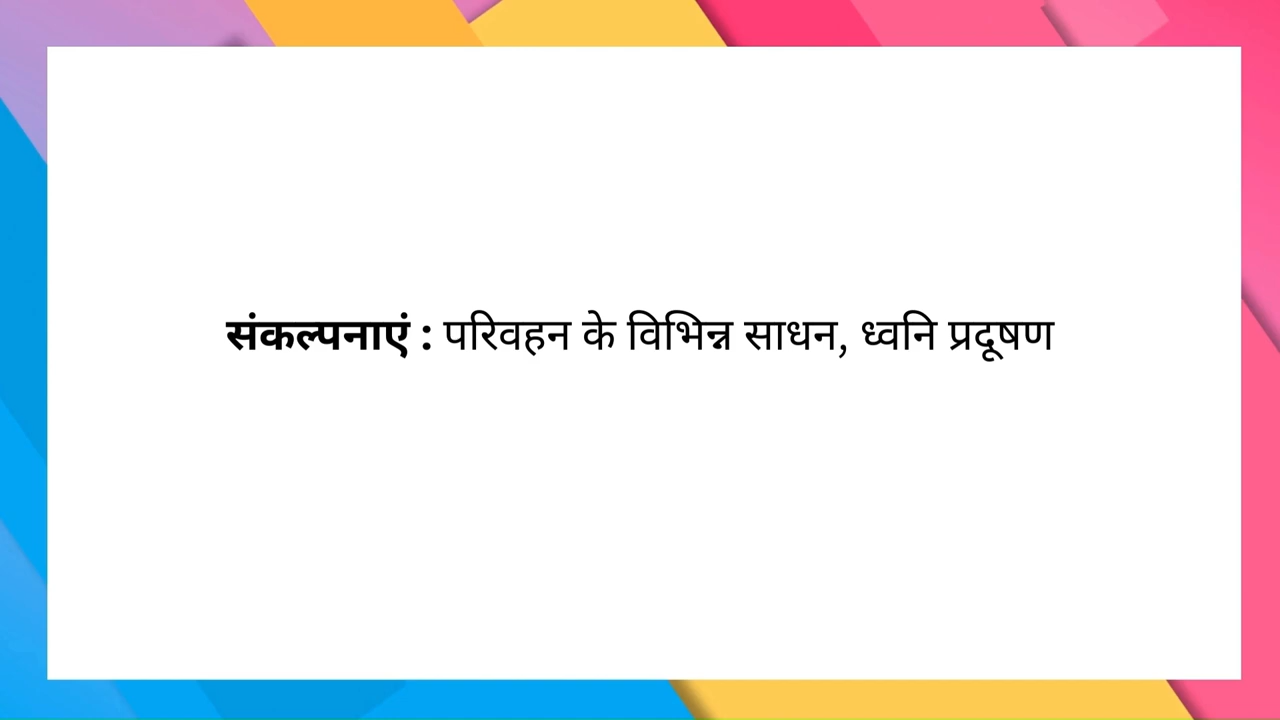 संकल्पनाएं : परिवहन के विभिन्न साधन, ध्वनि प्रदूषण